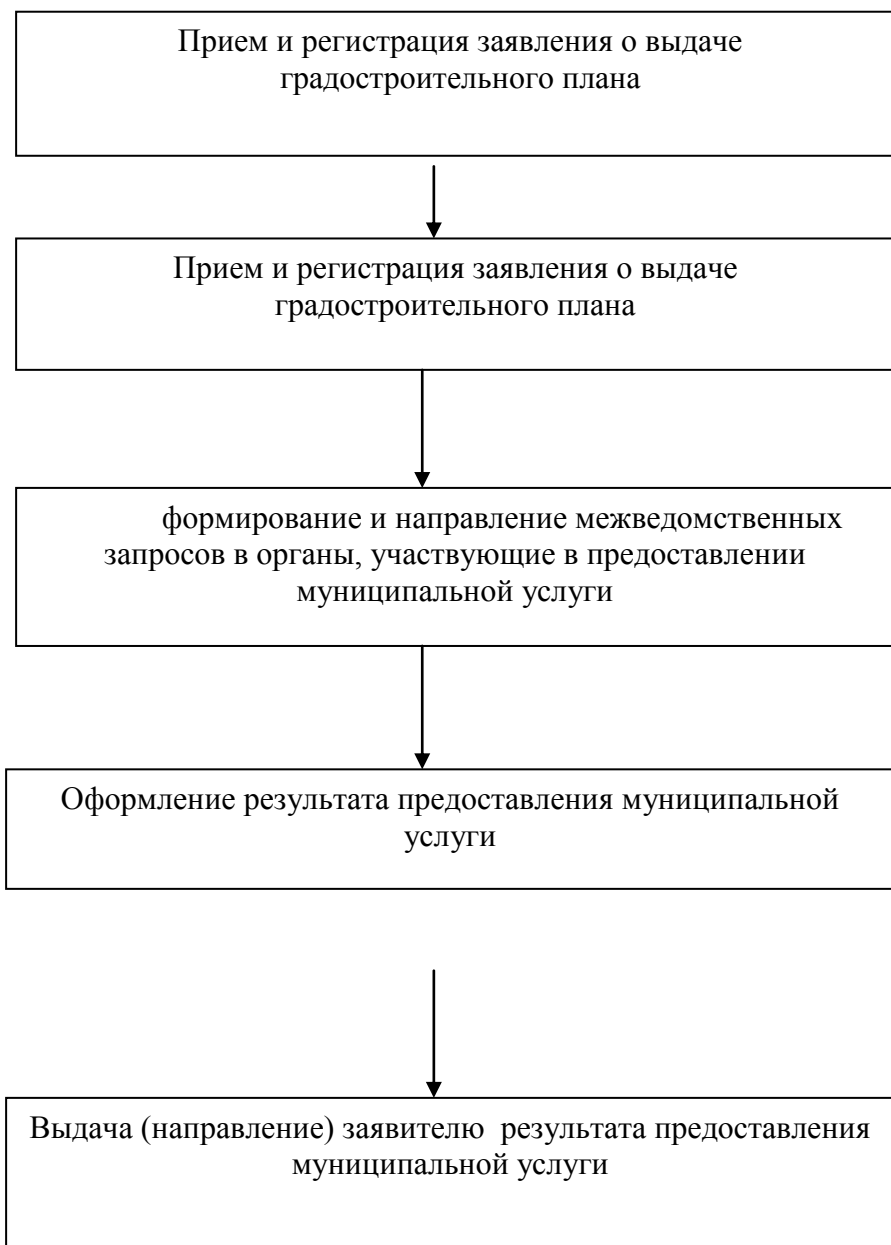 Прием и регистрация заявления о выдаче
градостроительного плана
Прием и регистрация заявления о выдаче
градостроительного плана
формирование и направление межведомственных
запросов в органы, участвующие в предоставлении
муниципальной услуги
Оформление результата предоставления муниципальной
услуги
Выдача (направление) заявителю результата предоставления
муниципальной услуги